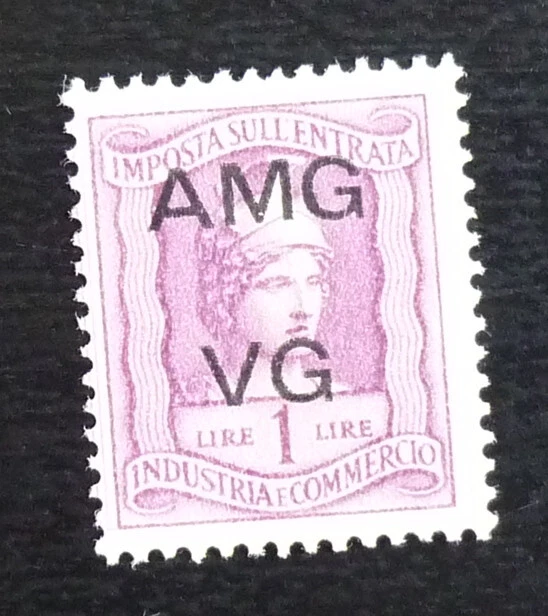 IMPOSTA SULL'ENTRATA
AMG
VG
LIRE 1 LIRE
INDUSTRIA E COMMERCIO